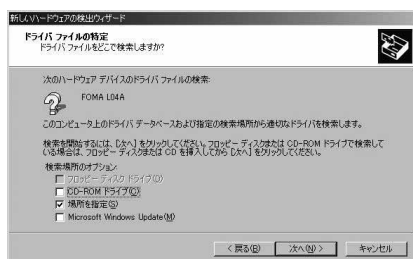 新しいハードウェアの検出ウィザード
ドライバ ファイルの特定
ドライバ ファイルをどこで検索しますか?
次のハードウェア デバイスのドライバ ファイルの検索:
FOMA L04A
このコンピュータ上のドライバ データベースおよび指定の検索場所から適切なドライバを検索します。
検索を開始するには、[次へ] をクリックしてください。フロッピー ディスクまたは CD-ROM ドライブで検索して
いる場合は、フロッピー ディスクまたは CD を挿入してから [次へ] をクリックしてください。
検索場所のオプション:
フロッピー ディスク ドライブ(D)
CD-ROM ドライブ(C)
場所を指定(S)
Microsoft Windows Update(M)
< 戻る(B)
次へ(N) >
キャンセル